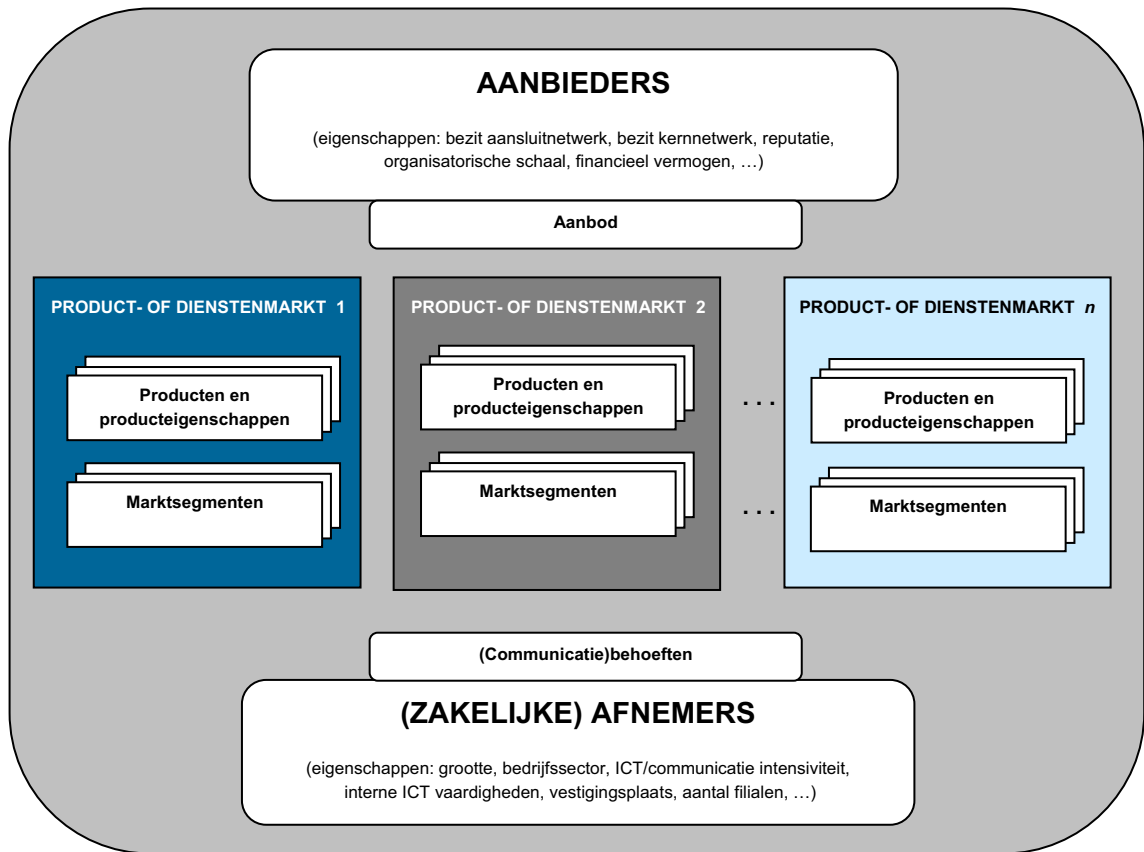 AANBIEDERS
(eigenschappen: bezit aansluitnetwerk, bezit kernnetwerk, reputatie,
organisatorische schaal, financieel vermogen, …)
Aanbod
PRODUCT- OF DIENSTENMARKT 1
Producten en
producteigenschappen
Marktsegmenten
PRODUCT- OF DIENSTENMARKT 2
Producten en
producteigenschappen
Marktsegmenten
. . .
. . .
PRODUCT- OF DIENSTENMARKT n
Producten en
producteigenschappen
Marktsegmenten
(Communicatie)behoeften
(ZAKELIJKE) AFNEMERS
(eigenschappen: grootte, bedrijfssector, ICT/communicatie intensiviteit,
interne ICT vaardigheden, vestigingsplaats, aantal filialen, …)